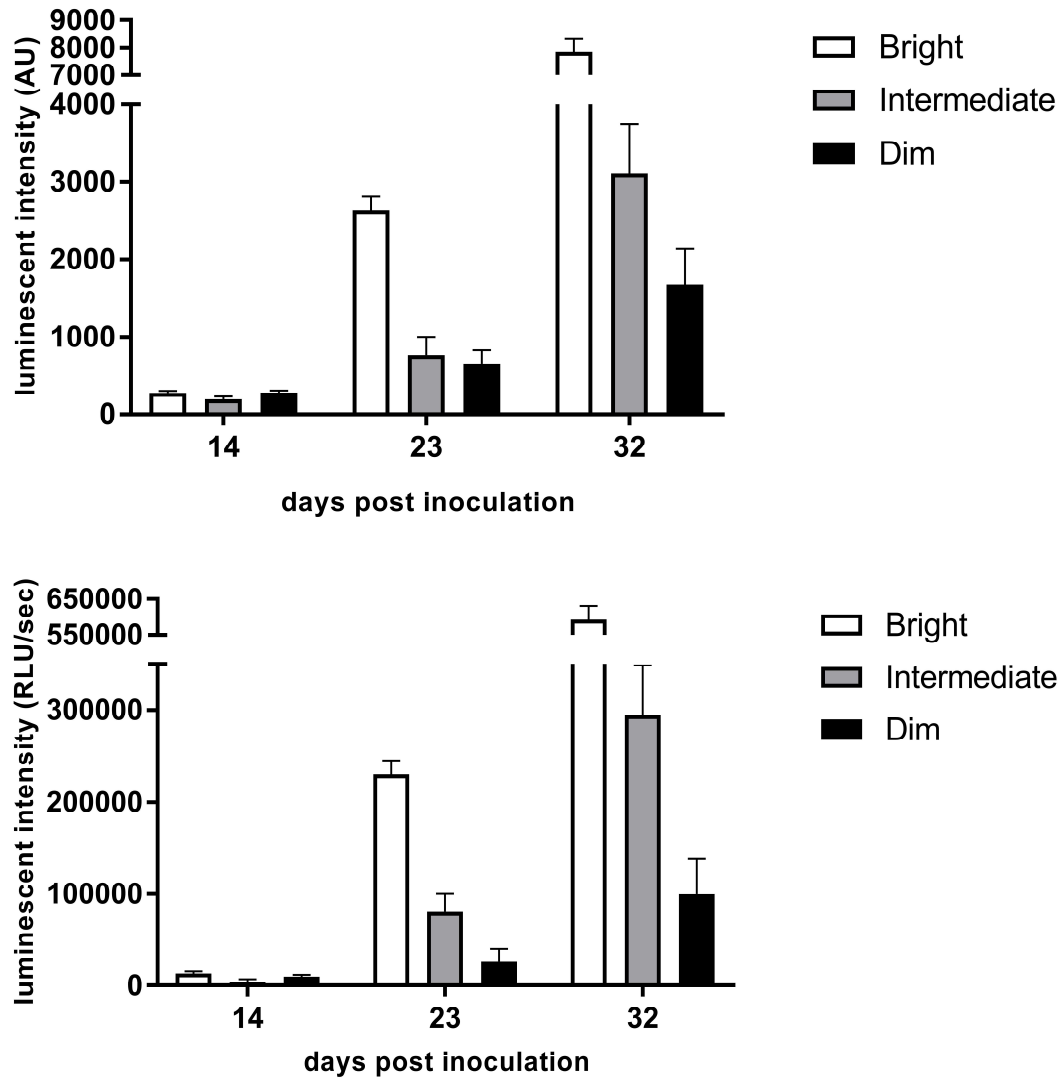 luminescent intensity (AU)
9000
8000
7000
4000
3000
2000
1000
0
14 23 32
days post inoculation
Bright
Intermediate
Dim
luminescent intensity (RLU/sec)
650000
550000
300000
200000
100000
0
14 23 32
days post inoculation
Bright
Intermediate
Dim